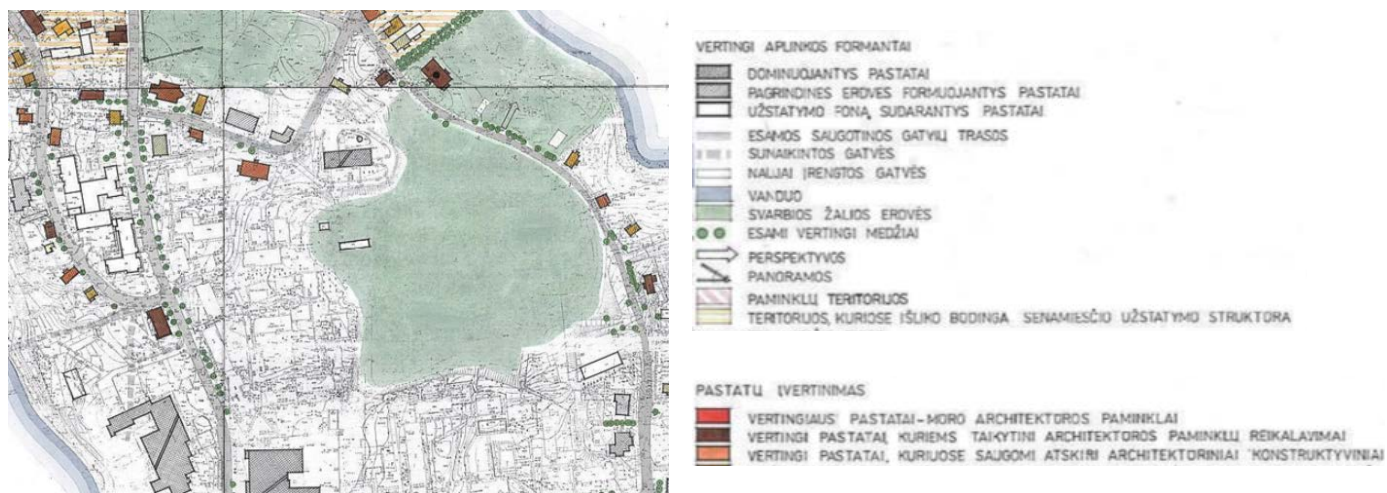 VERTINGI APLINKOS FORMANTAI
DOMINUOJANTYS PASTATAI
PAGRINDINES ERDVES FORMUOJANTYS PASTATAI
UŽSTATYMO FONĄ SUDARANTYS PASTATAI
ESAMOS SAUGOTINOS GATVIŲ TRASOS
SUNAIKINTOS GATVĖS
NAUJAI ĮRENGTOS GATVĖS
VANDUO
SVARBIOS ŽALIOS ERDVĖS
ESAMI VERTINGI MEDŽIAI
PERSPEKTYVOS
PANORAMOS
PAMINKLŲ TERITORIJOS
TERITORIJOS, KURIOSE IŠLIKO BŪDINGA SENAMIESČIO UŽSTATYMO STRUKTŪRA
PASTATŲ ĮVERTINIMAS
VERTINGIAUSI PASTATAI-MŪRO ARCHITEKTŪROS PAMINKLAI
VERTINGI PASTATAI, KURIEMS TAIKYTINI ARCHITEKTŪROS PAMINKLŲ REIKALAVIMAI
VERTINGI PASTATAI, KURIUOSE SAUGOMI ATSKIRI ARCHITEKTŪRINIAI KONSTRUKTYVINIAI